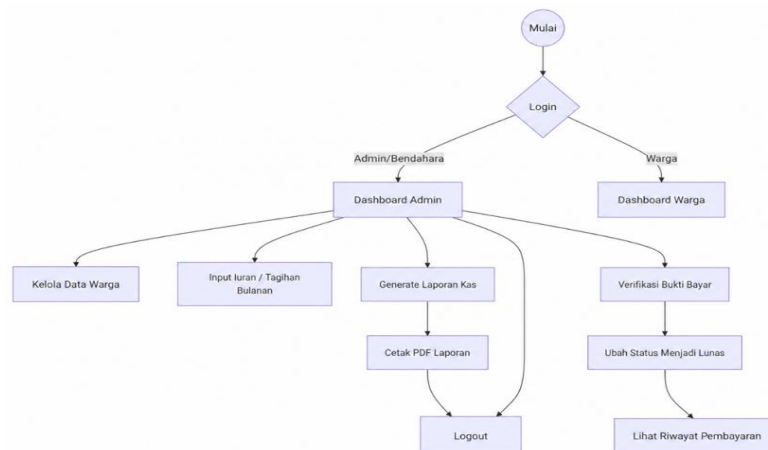 Mulai
Login
Admin/Bendahara
Warga
Dashboard Admin
Dashboard Warga
Kelola Data Warga
Input Iuran / Tagihan
Bulanan
Generate Laporan Kas
Verifikasi Bukti Bayar
Cetak PDF Laporan
Ubah Status Menjadi Lunas
Logout
Lihat Riwayat Pembayaran